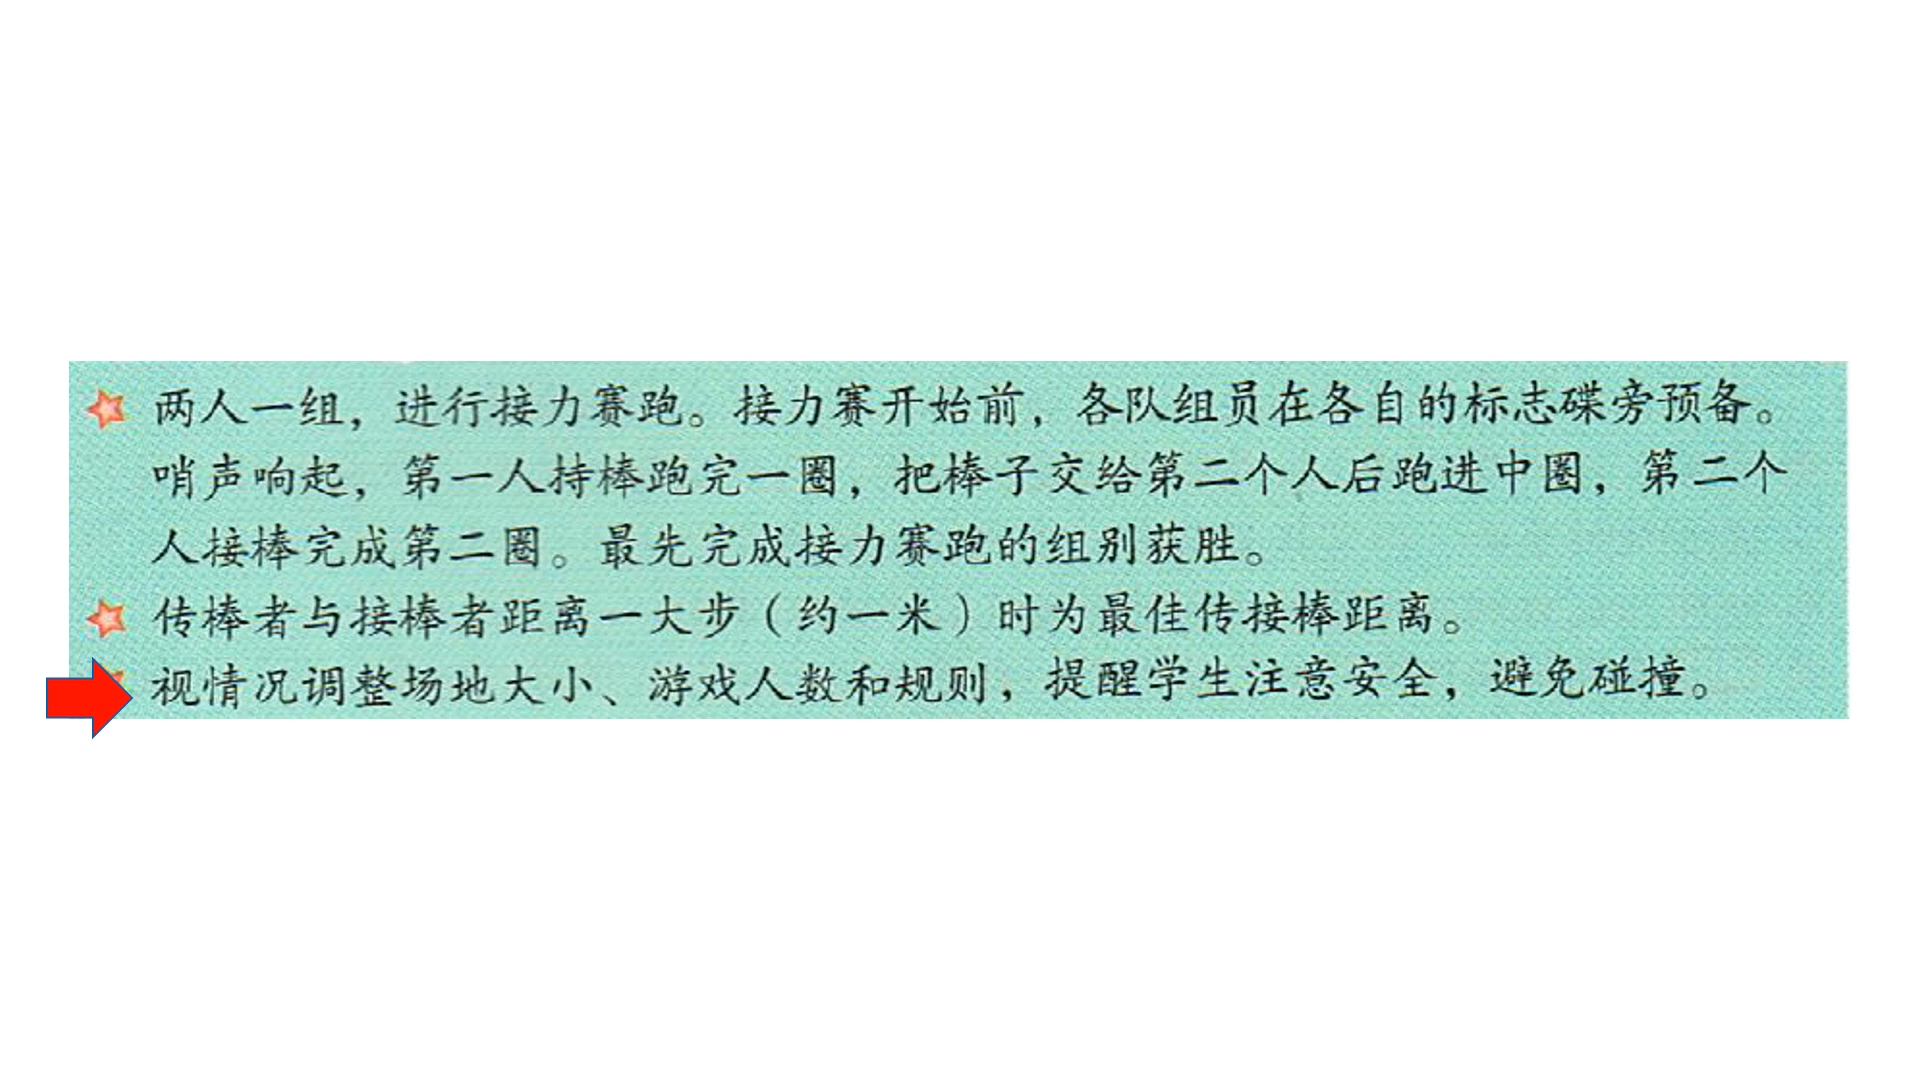 两人一组，进行接力赛跑。接力赛开始前，各队组员在各自的标志碟旁预备。
哨声响起，第一人持棒跑完一圈，把棒子交给第二个人后跑进中圈，第二个
人接棒完成第二圈。最先完成接力赛跑的组别获胜。
传棒者与接棒者距离一大步（约一米）时为最佳传接棒距离。
视情况调整场地大小、游戏人数和规则，提醒学生注意安全，避免碰撞。